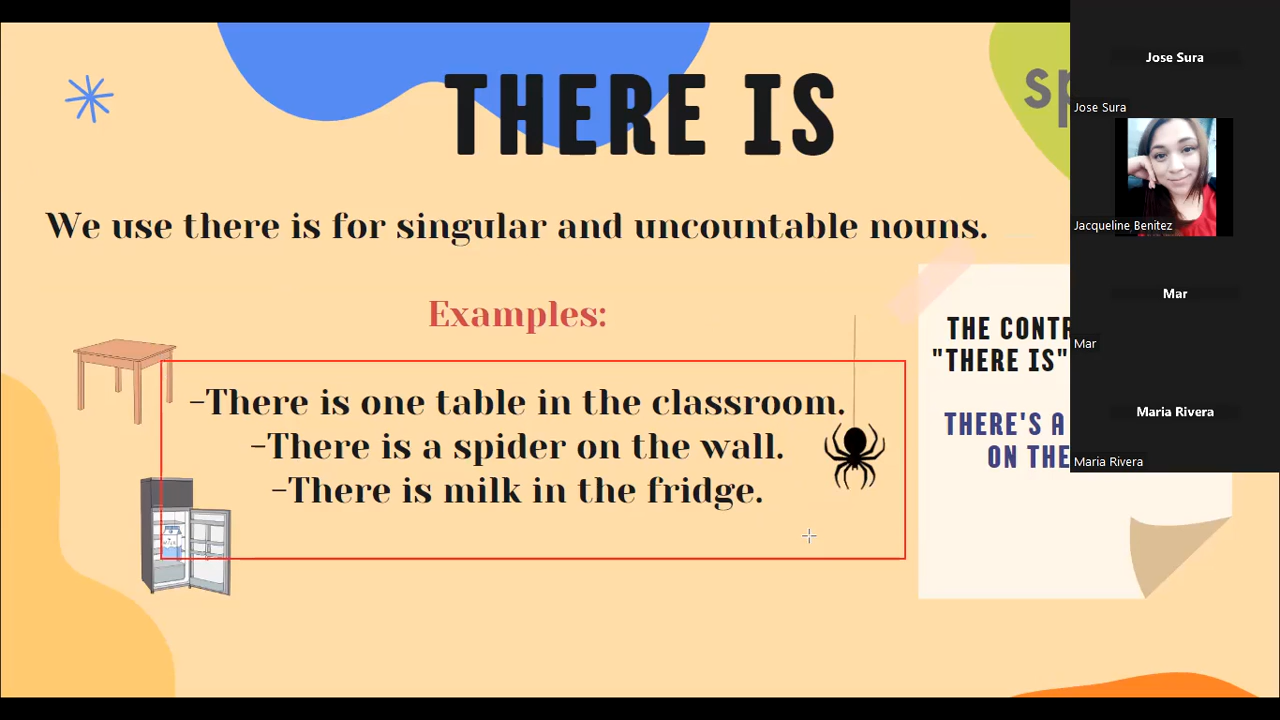 THERE IS
sp
We use there is for singular and uncountable nouns.
Examples:
-There is one table in the classroom.
-There is a spider on the wall.
-There is milk in the fridge.
THE CONTR
"THERE IS"
THERE'S A
ON THE
Jose Sura
Jose Sura
Jacqueline Benitez
Mar
Mar
Maria Rivera
Maria Rivera